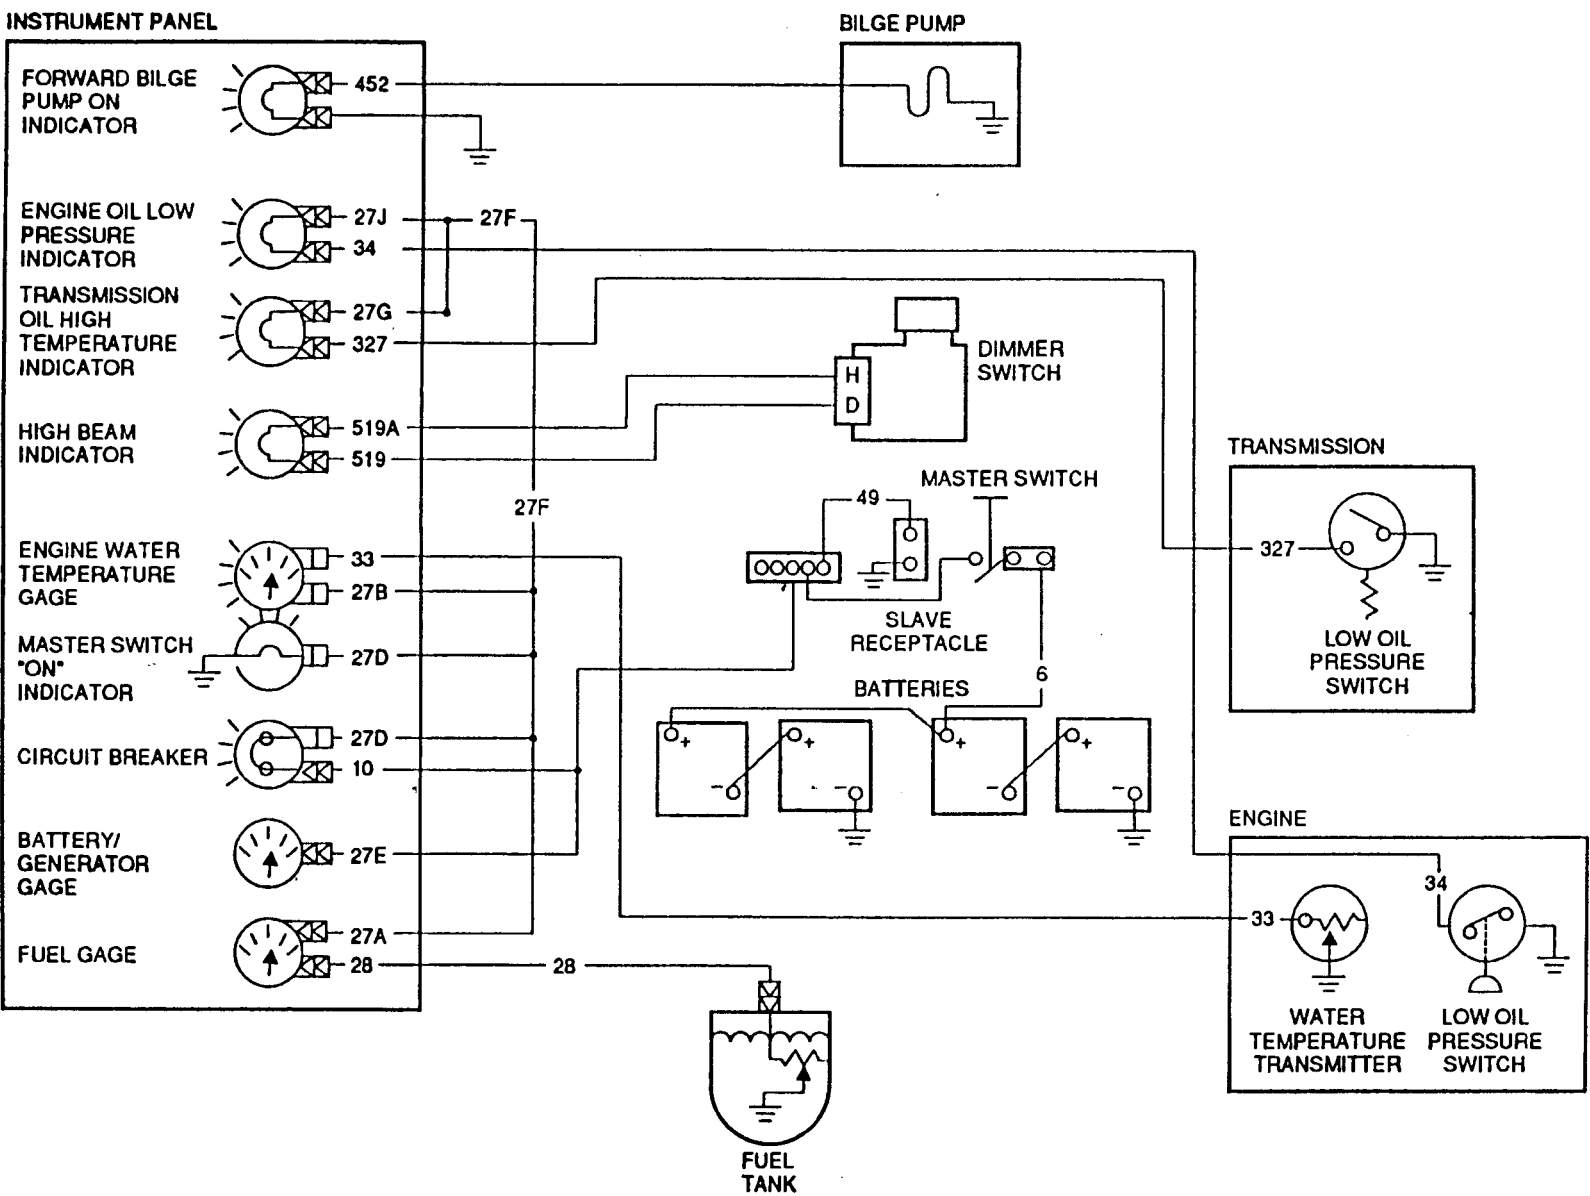 INSTRUMENT PANEL
FORWARD BILGE
PUMP ON
INDICATOR
452
ENGINE OIL LOW
PRESSURE
INDICATOR
27J
27F
34
TRANSMISSION
OIL HIGH
TEMPERATURE
INDICATOR
27G
327
HIGH BEAM
INDICATOR
519A
519
27F
ENGINE WATER
TEMPERATURE
GAGE
33
27B
MASTER SWITCH
"ON"
INDICATOR
27D
CIRCUIT BREAKER
27D
10
BATTERY/
GENERATOR
GAGE
27E
FUEL GAGE
27A
28
28
BILGE PUMP
DIMMER
SWITCH
H
D
MASTER SWITCH
49
SLAVE
RECEPTACLE
6
BATTERIES
+
-
+
-
+
-
+
-
FUEL
TANK
TRANSMISSION
327
LOW OIL
PRESSURE
SWITCH
ENGINE
34
33
WATER
TEMPERATURE
TRANSMITTER
LOW OIL
PRESSURE
SWITCH